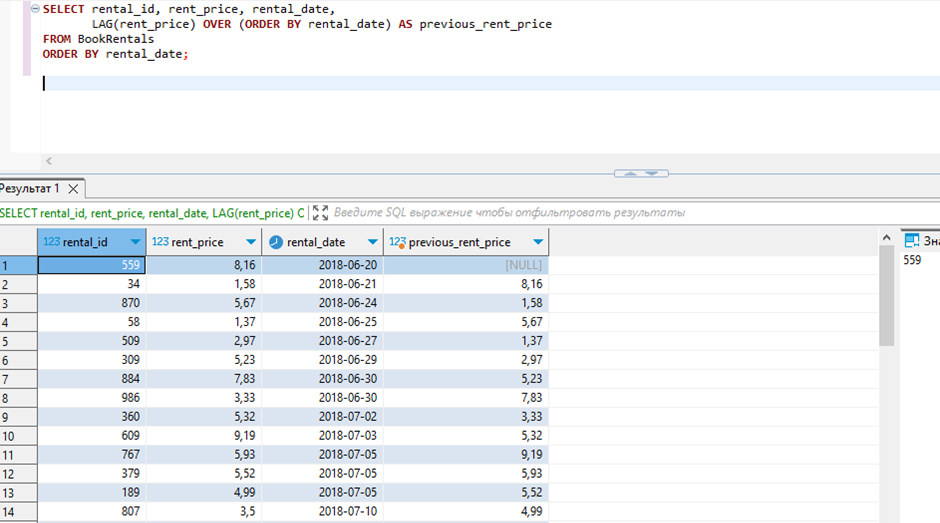 SELECT rental_id, rent_price, rental_date,
LAG(rent_price) OVER (ORDER BY rental_date) AS previous_rent_price
FROM BookRentals
ORDER BY rental_date;
Результат 1
SELECT rental_id, rent_price, rental_date, LAG(rent_price) O Введите SQL выражение чтобы отфильтровать результаты
123 rental_id 123 rent_price rental_date 123 previous_rent_price Зна
1 559 8,16 2018-06-20 [NULL] 559
2 34 1,58 2018-06-21 8,16
3 870 5,67 2018-06-24 1,58
4 58 1,37 2018-06-25 5,67
5 509 2,97 2018-06-27 1,37
6 309 5,23 2018-06-29 2,97
7 884 7,83 2018-06-30 5,23
8 986 3,33 2018-06-30 7,83
9 360 5,32 2018-07-02 3,33
10 609 9,19 2018-07-03 5,32
11 767 5,93 2018-07-05 9,19
12 379 5,52 2018-07-05 5,93
13 189 4,99 2018-07-05 5,52
14 807 3,5 2018-07-10 4,99